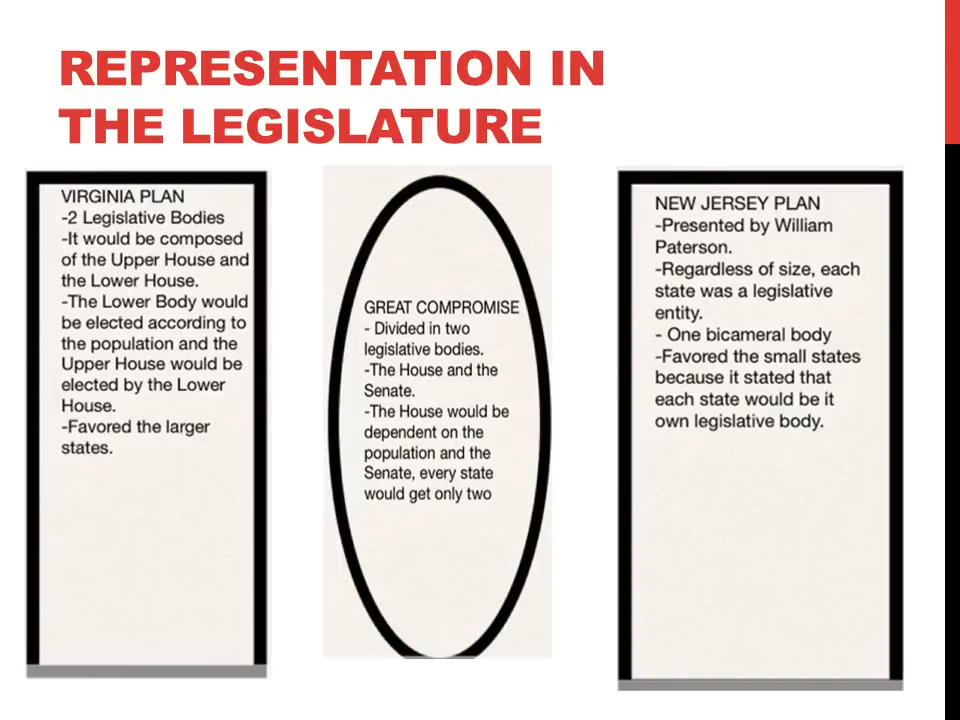 REPRESENTATION IN
THE LEGISLATURE
VIRGINIA PLAN
-2 Legislative Bodies
-It would be composed
of the Upper House and
the Lower House.
-The Lower Body would
be elected according to
the population and the
Upper House would be
elected by the Lower
House.
-Favored the larger
states.
GREAT COMPROMISE
- Divided in two
legislative bodies.
-The House and the
Senate.
-The House would be
dependent on the
population and the
Senate, every state
would get only two
NEW JERSEY PLAN
-Presented by William
Paterson.
-Regardless of size, each
state was a legislative
entity.
- One bicameral body
-Favored the small states
because it stated that
each state would be it
own legislative body.